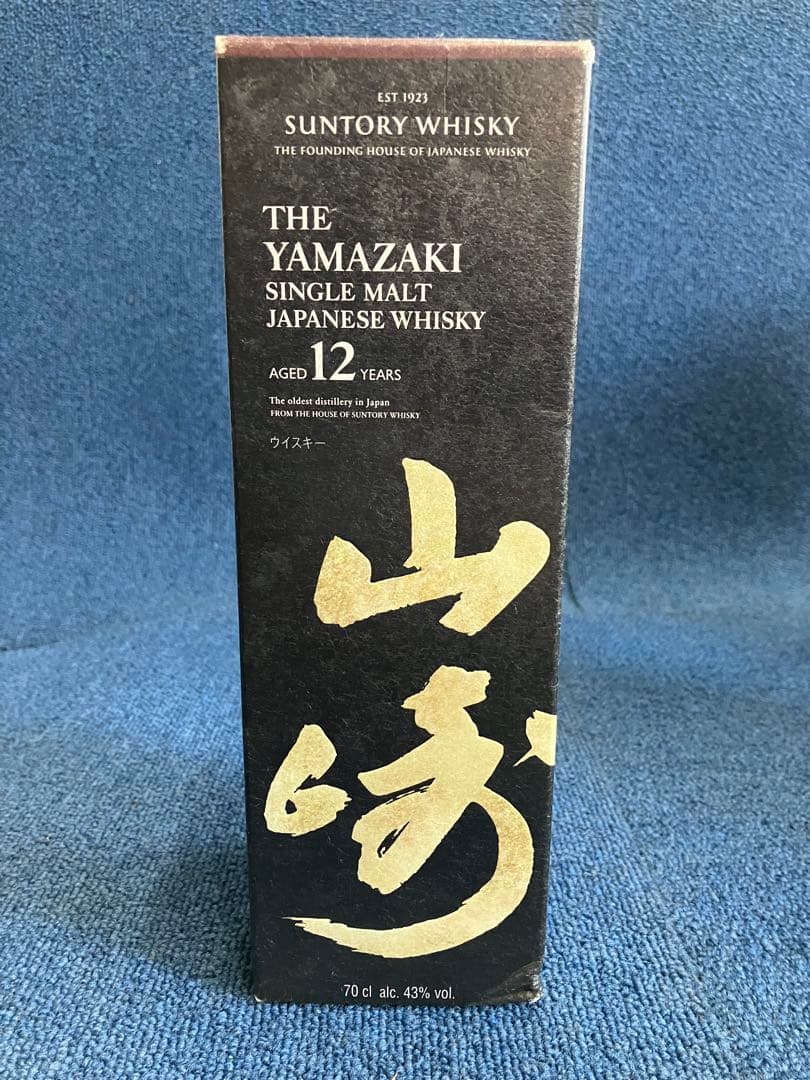 EST 1923
SUNTORY WHISKY
THE FOUNDING HOUSE OF JAPANESE WHISKY
THE
YAMAZAKI
SINGLE MALT
JAPANESE WHISKY
AGED 12 YEARS
The oldest distillery in Japan
FROM THE HOUSE OF SUNTORY WHISKY
ウイスキー
山
崎
70 cl alc. 43% vol.